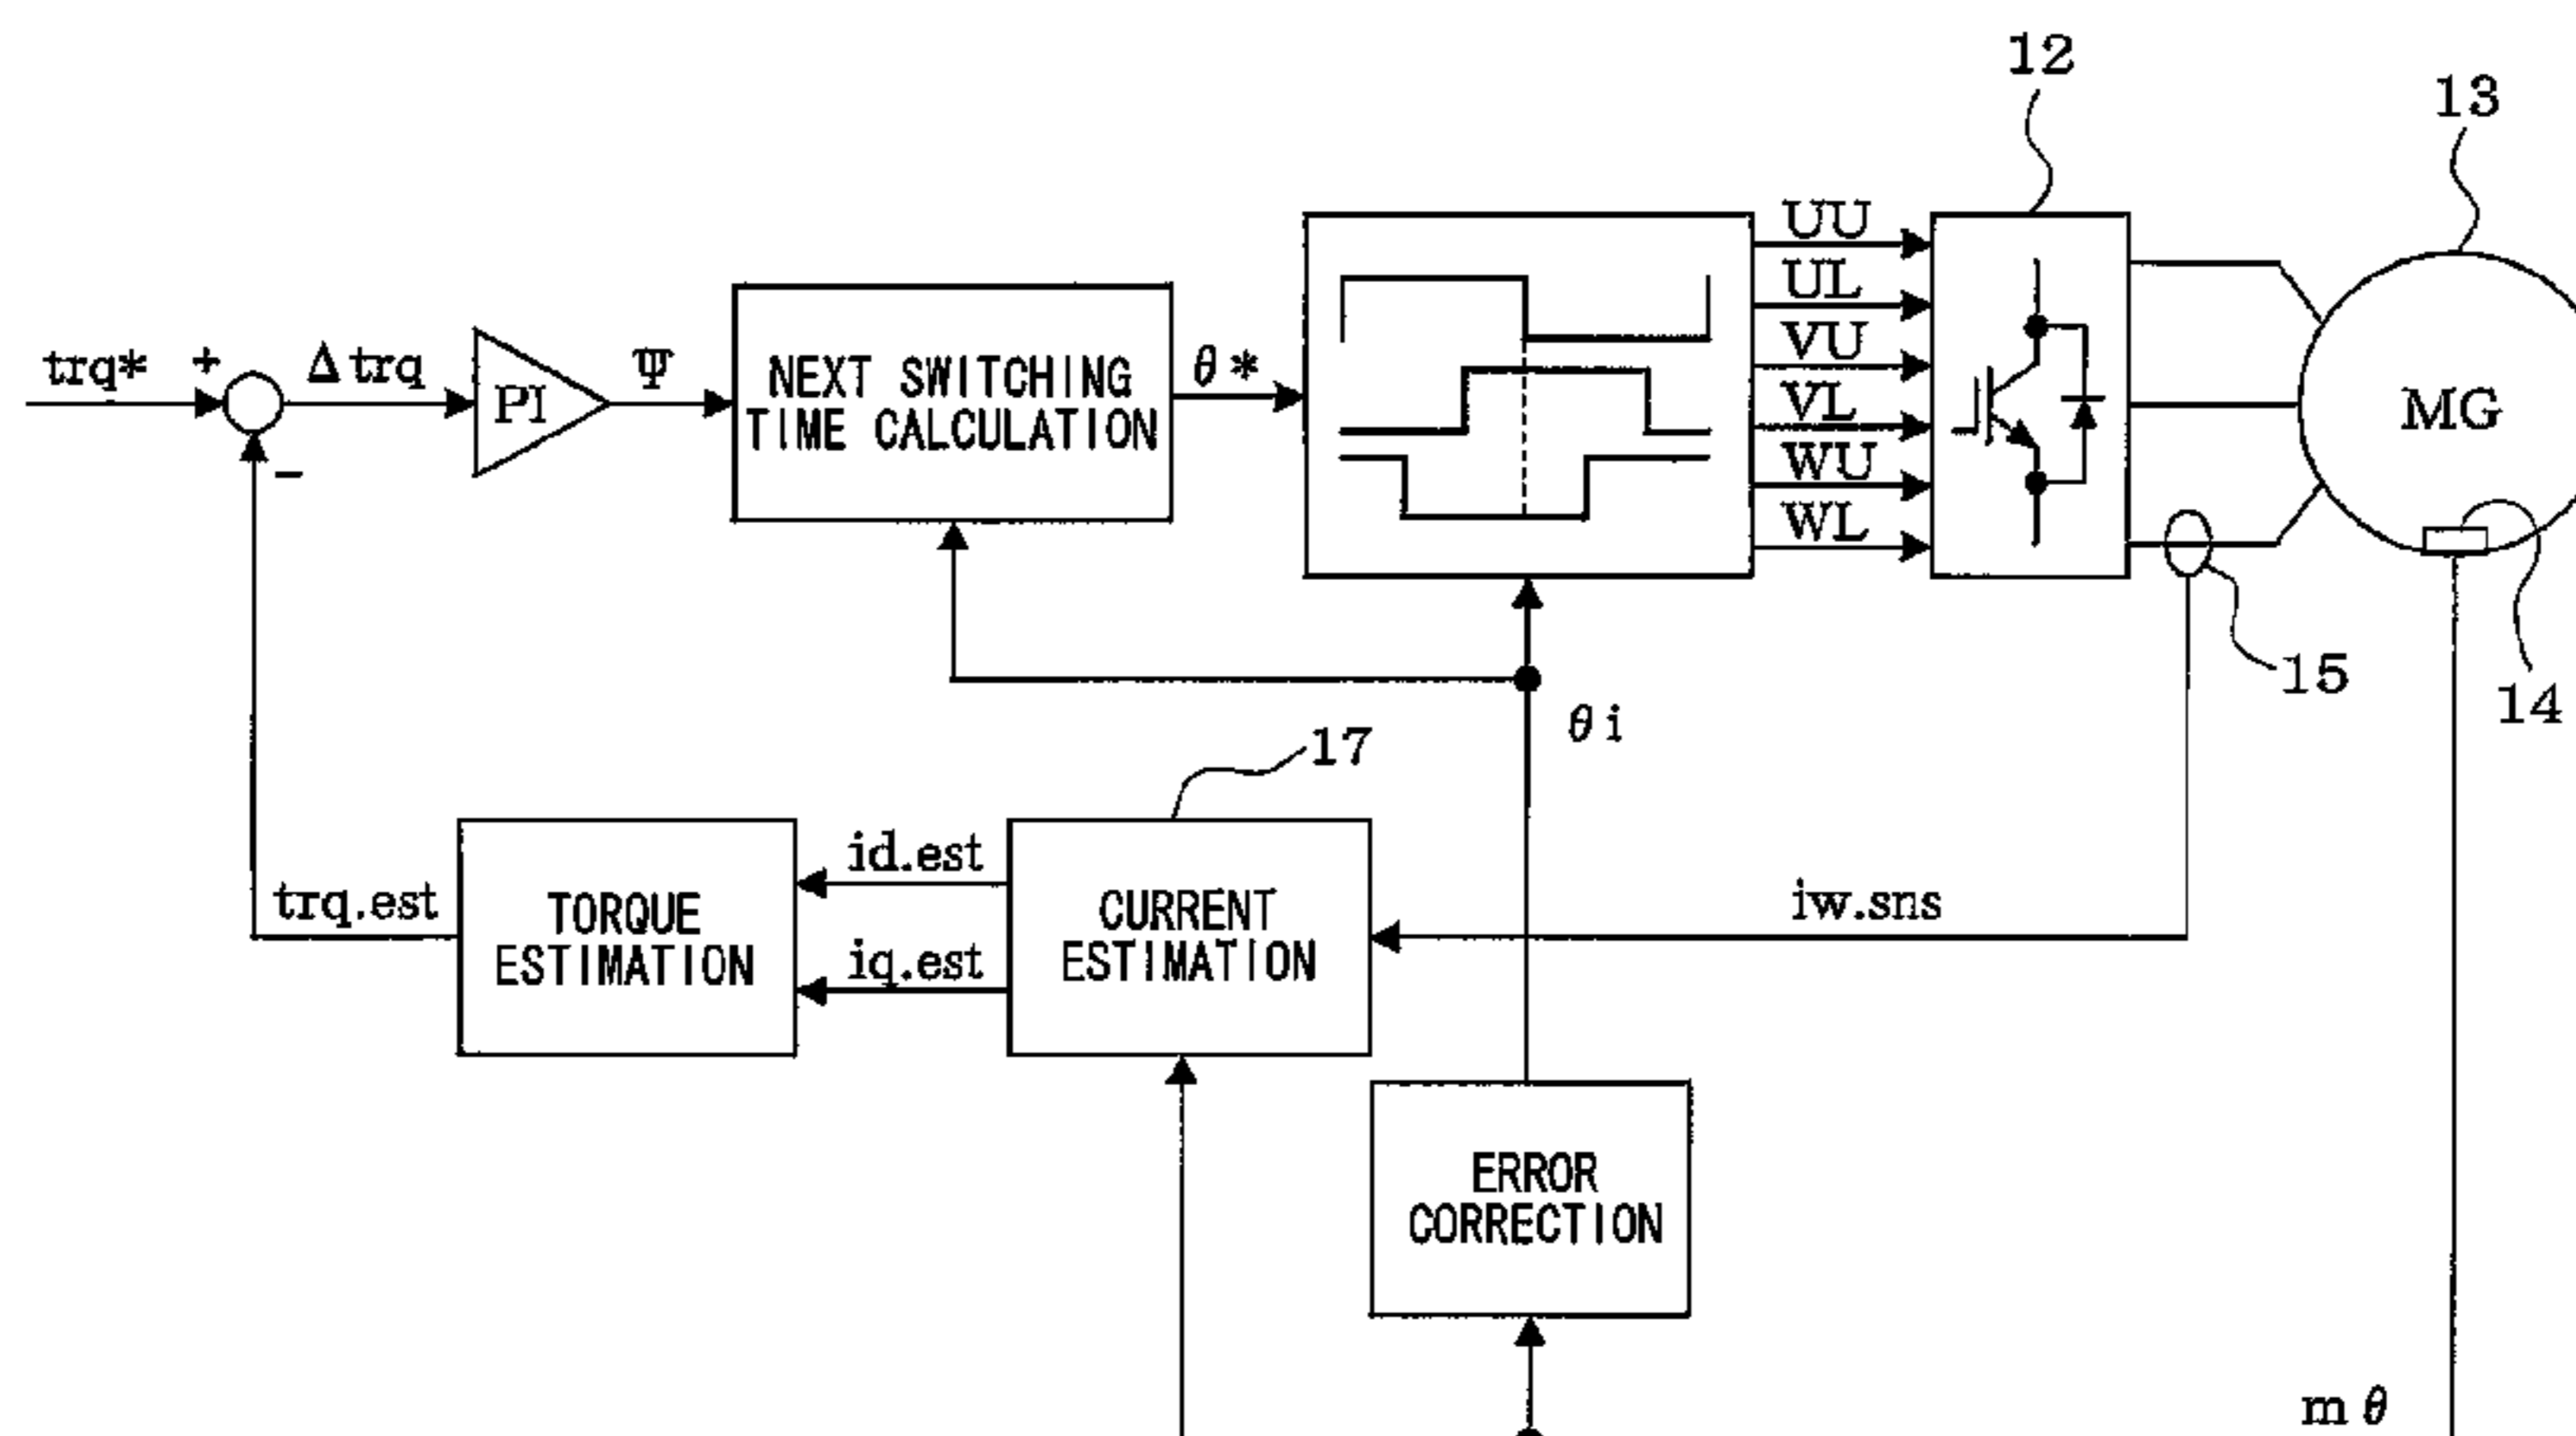 12
13
UU
UL
VU
VL
WU
WL
trq*
+
Δtrq
PI
Ψ
NEXT SWITCHING
TIME CALCULATION
θ*
MG
-
15
14
θi
17
trq.est
TORQUE
ESTIMATION
id.est
iq.est
CURRENT
ESTIMATION
iw.sns
ERROR
CORRECTION
mθ